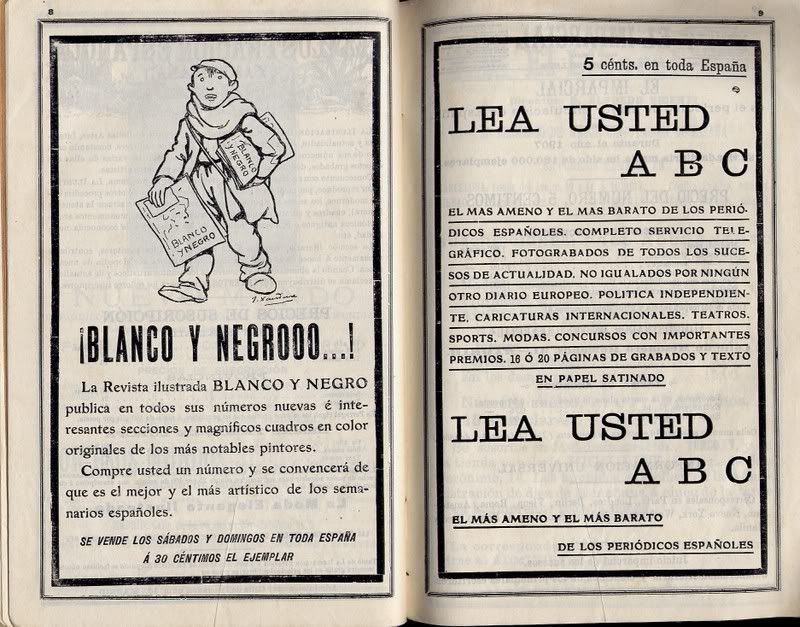 8
BLANCO
Y NEGRO
BLANCO
Y NEGRO
¡BLANCO Y NEGROOO...!
La Revista ilustrada BLANCO Y NEGRO
publica en todos sus números nuevas é inte-
resantes secciones y magníficos cuadros en color
originales de los más notables pintores.
Compre usted un número y se convencerá de
que es el mejor y el más artístico de los sema-
narios españoles.
SE VENDE LOS SÁBADOS Y DOMINGOS EN TODA ESPAÑA
Á 30 CÉNTIMOS EL EJEMPLAR
9
5 cénts. en toda España
LEA USTED
A B C
EL MAS AMENO Y EL MAS BARATO DE LOS PERIÓ-
DICOS ESPAÑOLES. COMPLETO SERVICIO TELE-
GRÁFICO. FOTOGRABADOS DE TODOS LOS SUCE-
SOS DE ACTUALIDAD, NO IGUALADOS POR NINGÚN
OTRO DIARIO EUROPEO. POLITICA INDEPENDIEN-
TE, CARICATURAS INTERNACIONALES. TEATROS.
SPORTS. MODAS. CONCURSOS CON IMPORTANTES
PREMIOS. 16 Ó 20 PÁGINAS DE GRABADOS Y TEXTO
EN PAPEL SATINADO
LEA USTED
A B C
EL MÁS AMENO Y EL MÁS BARATO
DE LOS PERIÓDICOS ESPAÑOLES